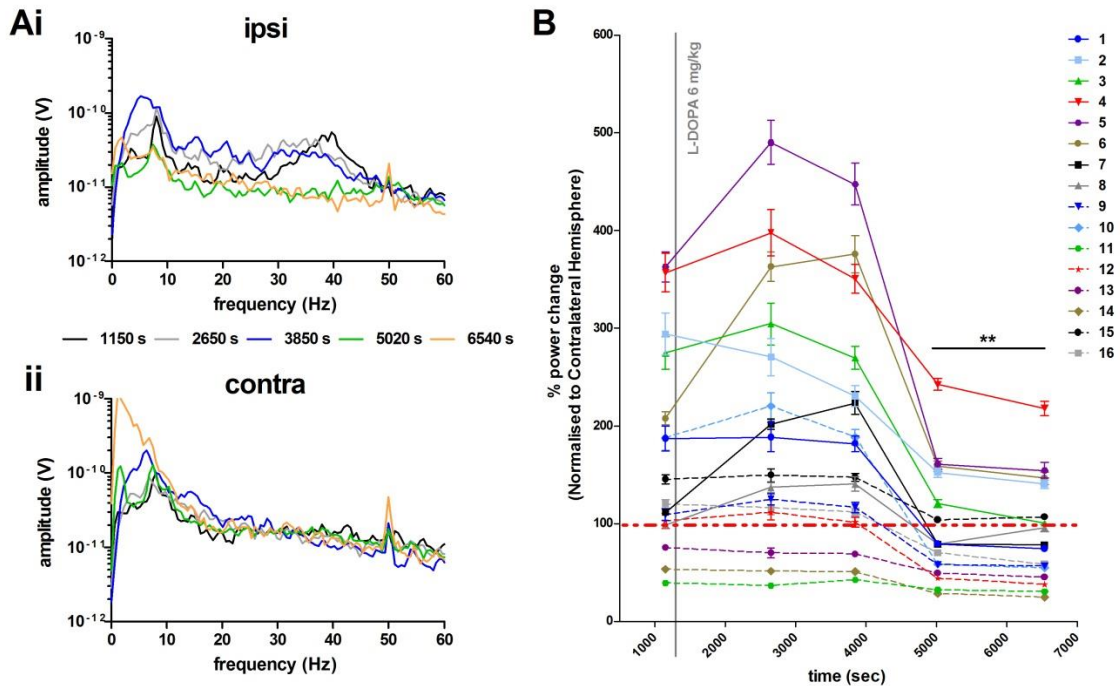 Ai
ipsi
amplitude (V)
10-9
10-10
10-11
10-12
0 10 20 30 40 50 60
frequency (Hz)
1150 s 2650 s 3850 s 5020 s 6540 s
ii
contra
amplitude (V)
10-9
10-10
10-11
10-12
0 10 20 30 40 50 60
frequency (Hz)
B
% power change
(Normalised to Contralateral Hemisphere)
600
500
400
300
200
100
0
L-DOPA 6 mg/kg
**
1000 2000 3000 4000 5000 6000 7000
time (sec)
1
2
3
4
5
6
7
8
9
10
11
12
13
14
15
16